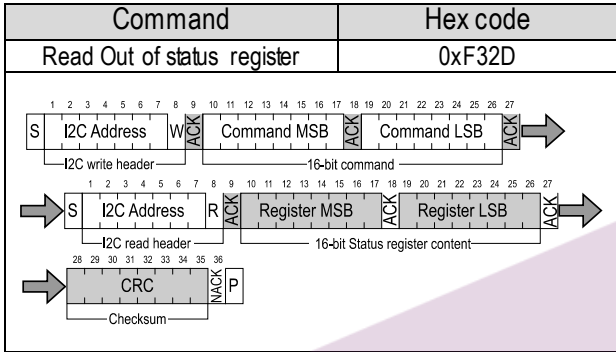 Command Hex code
Read Out of status register 0xF32D
1 2 3 4 5 6 7 8 9 10 11 12 13 14 15 16 17 18 19 20 21 22 23 24 25 26 27
S I2C Address W ACK Command MSB ACK Command LSB ACK
I2C write header 16-bit command
1 2 3 4 5 6 7 8 9 10 11 12 13 14 15 16 17 18 19 20 21 22 23 24 25 26 27
S I2C Address R ACK Register MSB ACK Register LSB ACK
I2C read header 16-bit Status register content
28 29 30 31 32 33 34 35 36
CRC NACK P
Checksum